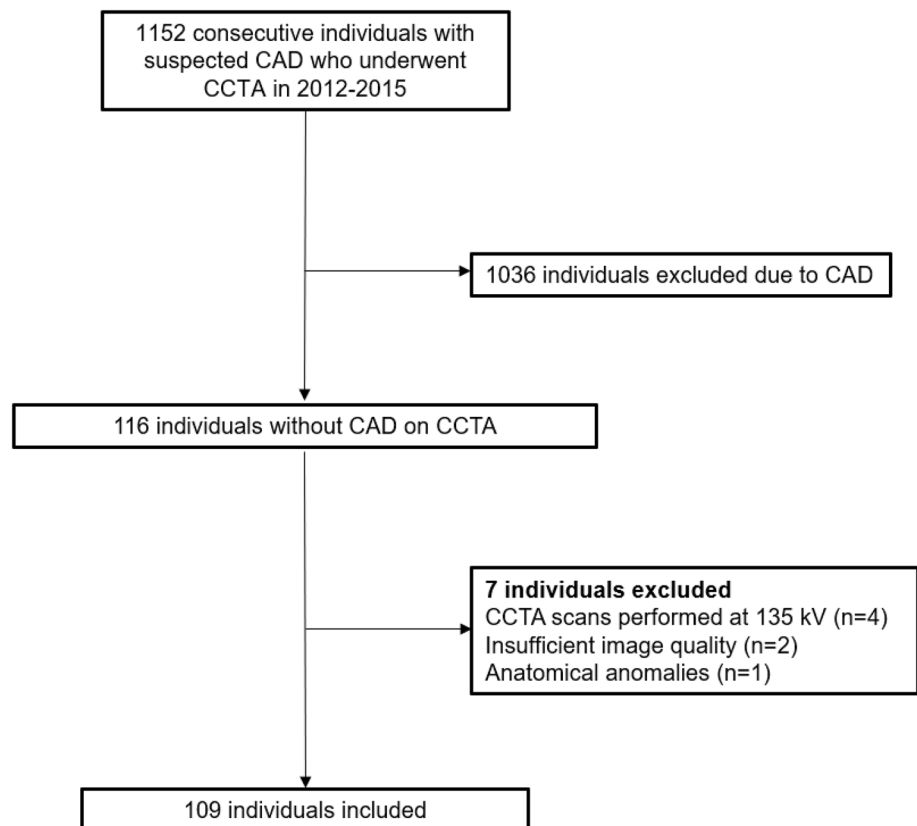 1152 consecutive individuals with
suspected CAD who underwent
CCTA in 2012-2015
1036 individuals excluded due to CAD
116 individuals without CAD on CCTA
7 individuals excluded
CCTA scans performed at 135 kV (n=4)
Insufficient image quality (n=2)
Anatomical anomalies (n=1)
109 individuals included